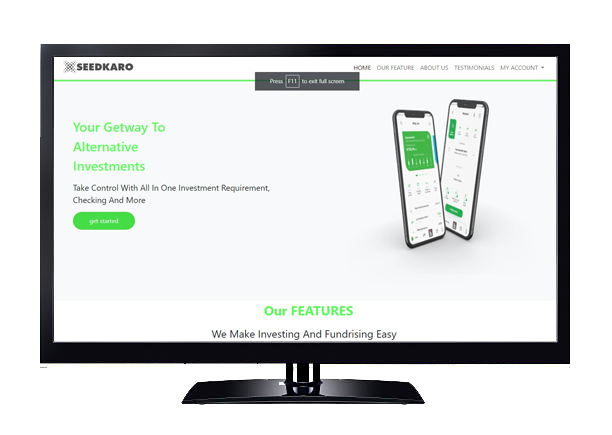 SEEDKARO
HOME OUR FEATURE ABOUT US TESTIMONIALS MY ACCOUNT
Press F11 to exit full screen
Your Getway To
Alternative
Investments
Take Control With All In One Investment Requirement,
Checking And More
get started
Our FEATURES
We Make Investing And Fundrising Easy